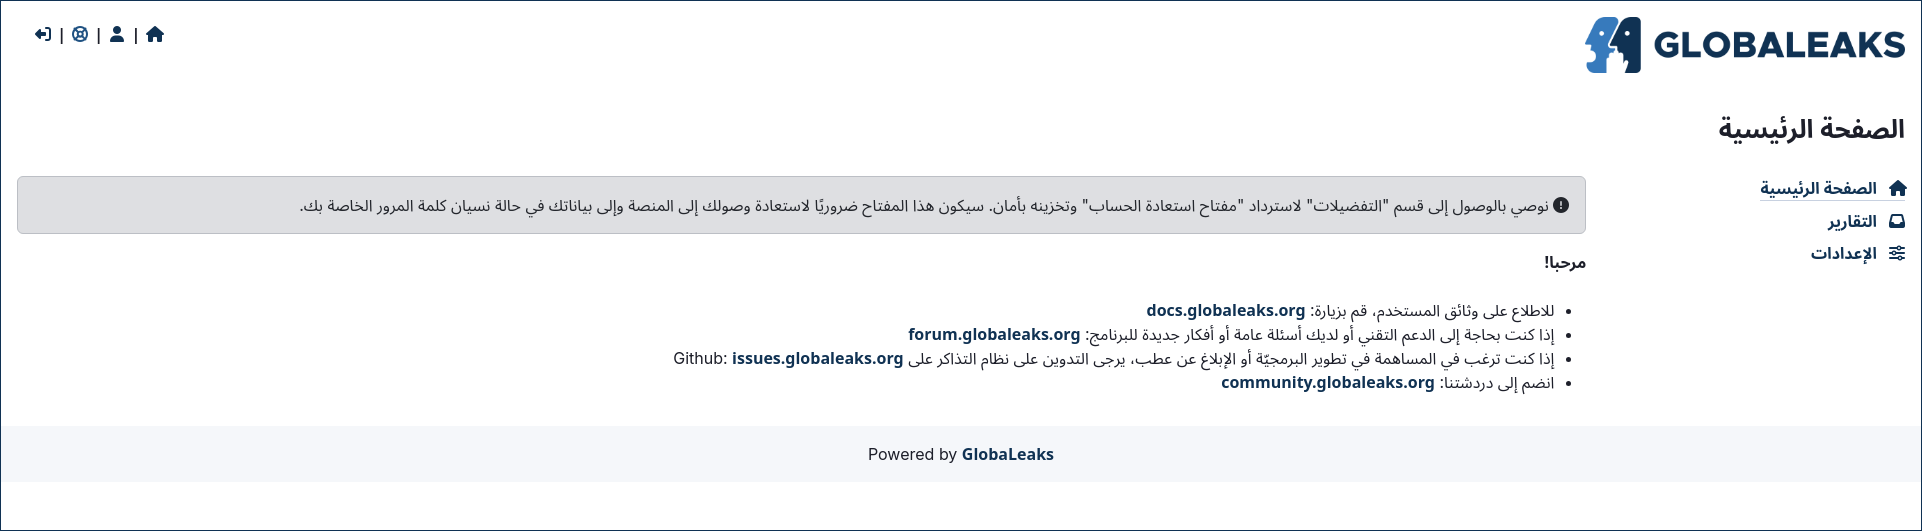 GLOBALEAKS
| | |
الصفحة الرئيسية
الصفحة الرئيسية
التقارير
الإعدادات
نوصي بالوصول إلى قسم "التفضيلات" لاسترداد "مفتاح استعادة الحساب" وتخزينه بأمان. سيكون هذا المفتاح ضروريًا لاستعادة وصولك إلى المنصة وإلى بياناتك في حالة نسيان كلمة المرور الخاصة بك.
مرحبا!
• للاطلاع على وثائق المستخدم، قم بزيارة: docs.globaleaks.org
• إذا كنت بحاجة إلى الدعم التقني أو لديك أسئلة عامة أو أفكار جديدة للبرنامج: forum.globaleaks.org
• إذا كنت ترغب في المساهمة في تطوير البرمجيّة أو الإبلاغ عن عطب، يرجى التدوين على نظام التذاكر على Github: issues.globaleaks.org
• انضم إلى دردشتنا: community.globaleaks.org
Powered by GlobaLeaks